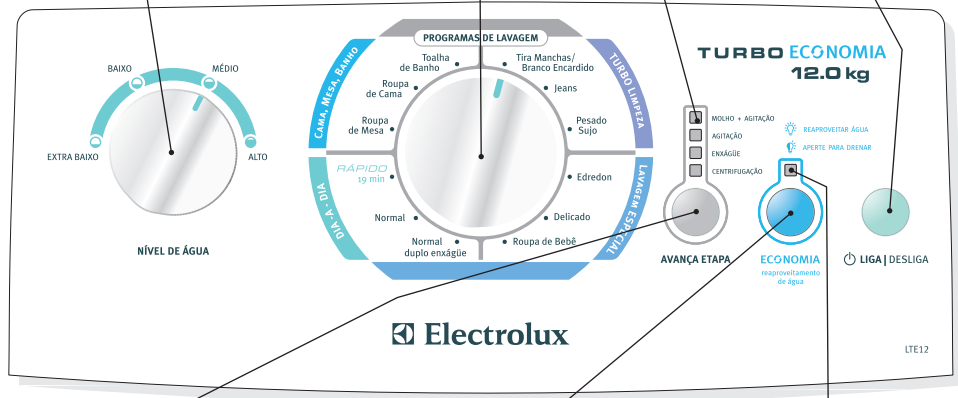 PROGRAMAS DE LAVAGEM
CAMA, MESA, BANHO
Toalha
de Banho
Roupa
de Cama
Roupa
de Mesa
TURBO LIMPEZA
Tira Manchas/
Branco Encardido
Jeans
Pesado
Sujo
DIA-A-DIA
RÁPIDO
19 min
Normal
Normal
duplo enxágüe
LAVAGEM ESPECIAL
Edredon
Delicado
Roupa de Bebê
BAIXO
MÉDIO
EXTRA BAIXO
ALTO
NÍVEL DE ÁGUA
TURBO ECONOMIA
12.0 kg
MOLHO + AGITAÇÃO
AGITAÇÃO
ENXÁGÜE
CENTRIFUGAÇÃO
AVANÇA ETAPA
REAPROVEITAR ÁGUA
APERTE PARA DRENAR
ECONOMIA
reaproveitamento
de água
LIGA | DESLIGA
Electrolux
LTE12